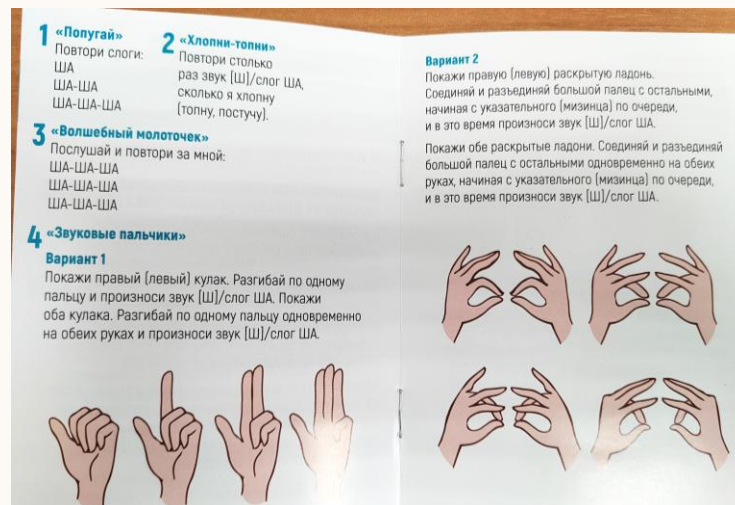 1 «Попугай»
Повтори слоги:
ША
ША-ША
ША-ША-ША
2 «Хлопни-топни»
Повтори столько
раз звук [Ш]/слог ША,
сколько я хлопну
(топну, постучу).
3 «Волшебный молоточек»
Послушай и повтори за мной:
ША-ША-ША
ША-ША-ША
ША-ША-ША
4 «Звуковые пальчики»
Вариант 1
Покажи правый (левый) кулак. Разгибай по одному
пальцу и произноси звук [Ш]/слог ША. Покажи
оба кулака. Разгибай по одному пальцу одновременно
на обеих руках и произноси звук [Ш]/слог ША.
Вариант 2
Покажи правую (левую) раскрытую ладонь.
Соединяй и разъединяй большой палец с остальными,
начиная с указательного (мизинца) по очереди,
и в это время произноси звук [Ш]/слог ША.
Покажи обе раскрытые ладони. Соединяй и разъединяй
большой палец с остальными одновременно на обеих
руках, начиная с указательного (мизинца) по очереди,
и в это время произноси звук [Ш]/слог ША.